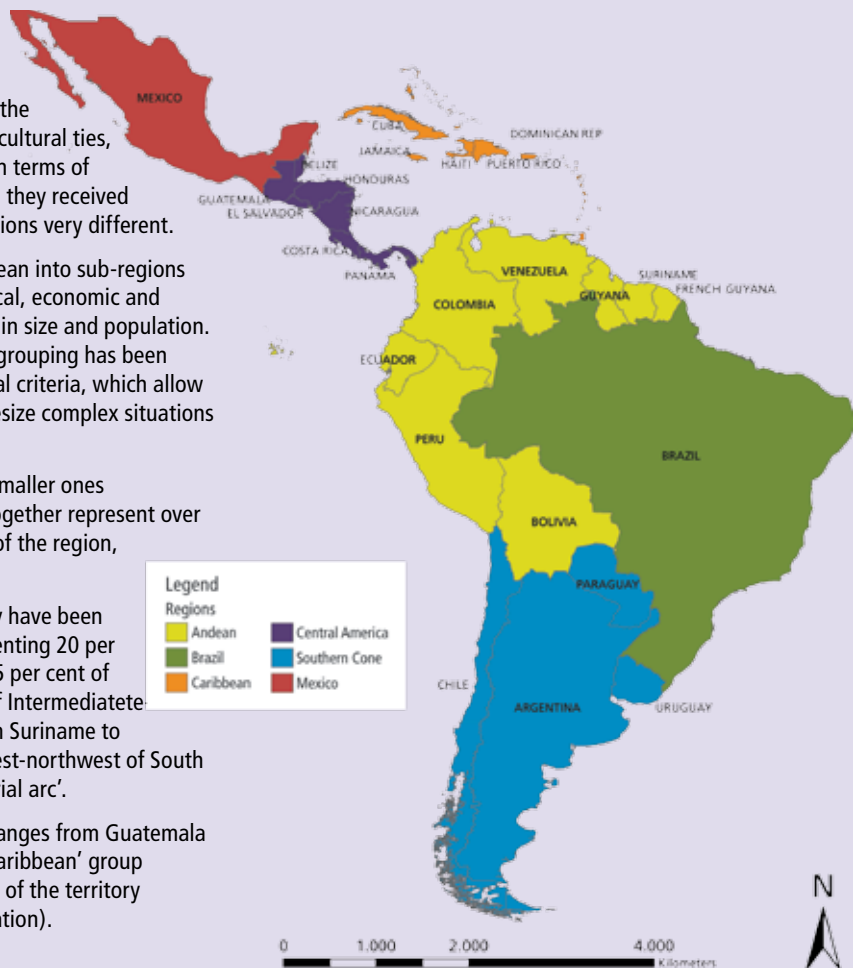 the
cultural ties,
in terms of
they received
ions very different.
ean into sub-regions
cal, economic and
in size and population.
grouping has been
al criteria, which allow
esize complex situations
maller ones
ogether represent over
of the region,
y have been
enting 20 per
5 per cent of
f Intermediatete
n Suriname to
est-northwest of South
rial arc’.
anges from Guatemala
aribbean’ group
of the territory
ation).
MEXICO
CUBA
DOMINICAN REP
JAMAICA
HAITI
PUERTO RICO
BELIZE
HONDURAS
GUATEMALA
EL SALVADOR
NICARAGUA
COSTA RICA
PANAMA
VENEZUELA
SURINAME
GUYANA
FRENCH GUYANA
COLOMBIA
ECUADOR
PERU
BRAZIL
BOLIVIA
PARAGUAY
CHILE
ARGENTINA
URUGUAY
Legend
Regions
Andean
Central America
Brazil
Southern Cone
Caribbean
Mexico
N
0 1.000 2.000 4.000
Kilometers